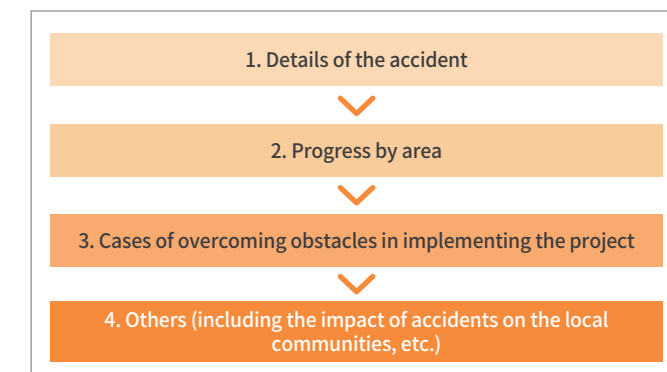 1. Details of the accident
2. Progress by area
3. Cases of overcoming obstacles in implementing the project
4. Others (including the impact of accidents on the local
communities, etc.)